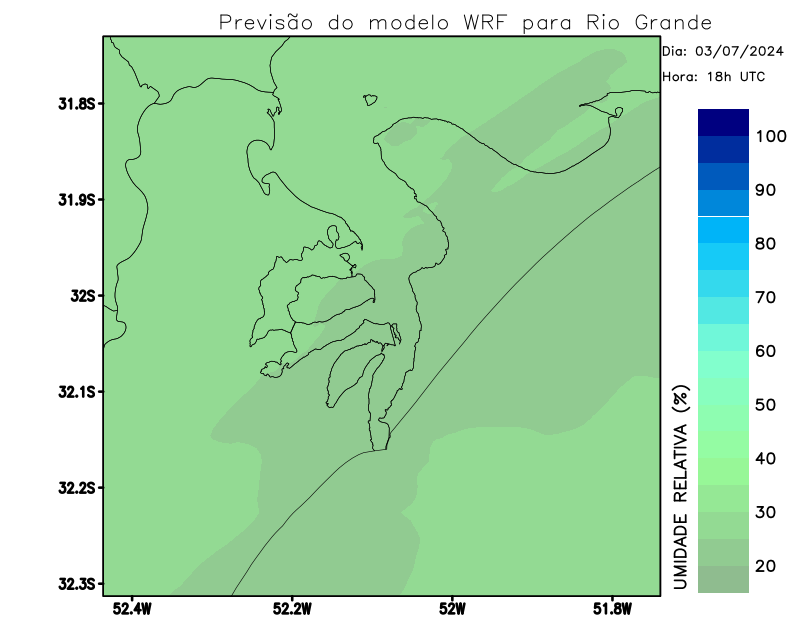 Previsão do modelo WRF para Rio Grande
Dia: 03/07/2024
Hora: 18h UTC
31.8S
31.9S
32S
32.1S
32.2S
32.3S
52.4W 52.2W 52W 51.8W
UMIDADE RELATIVA (%)
100
90
80
70
60
50
40
30
20